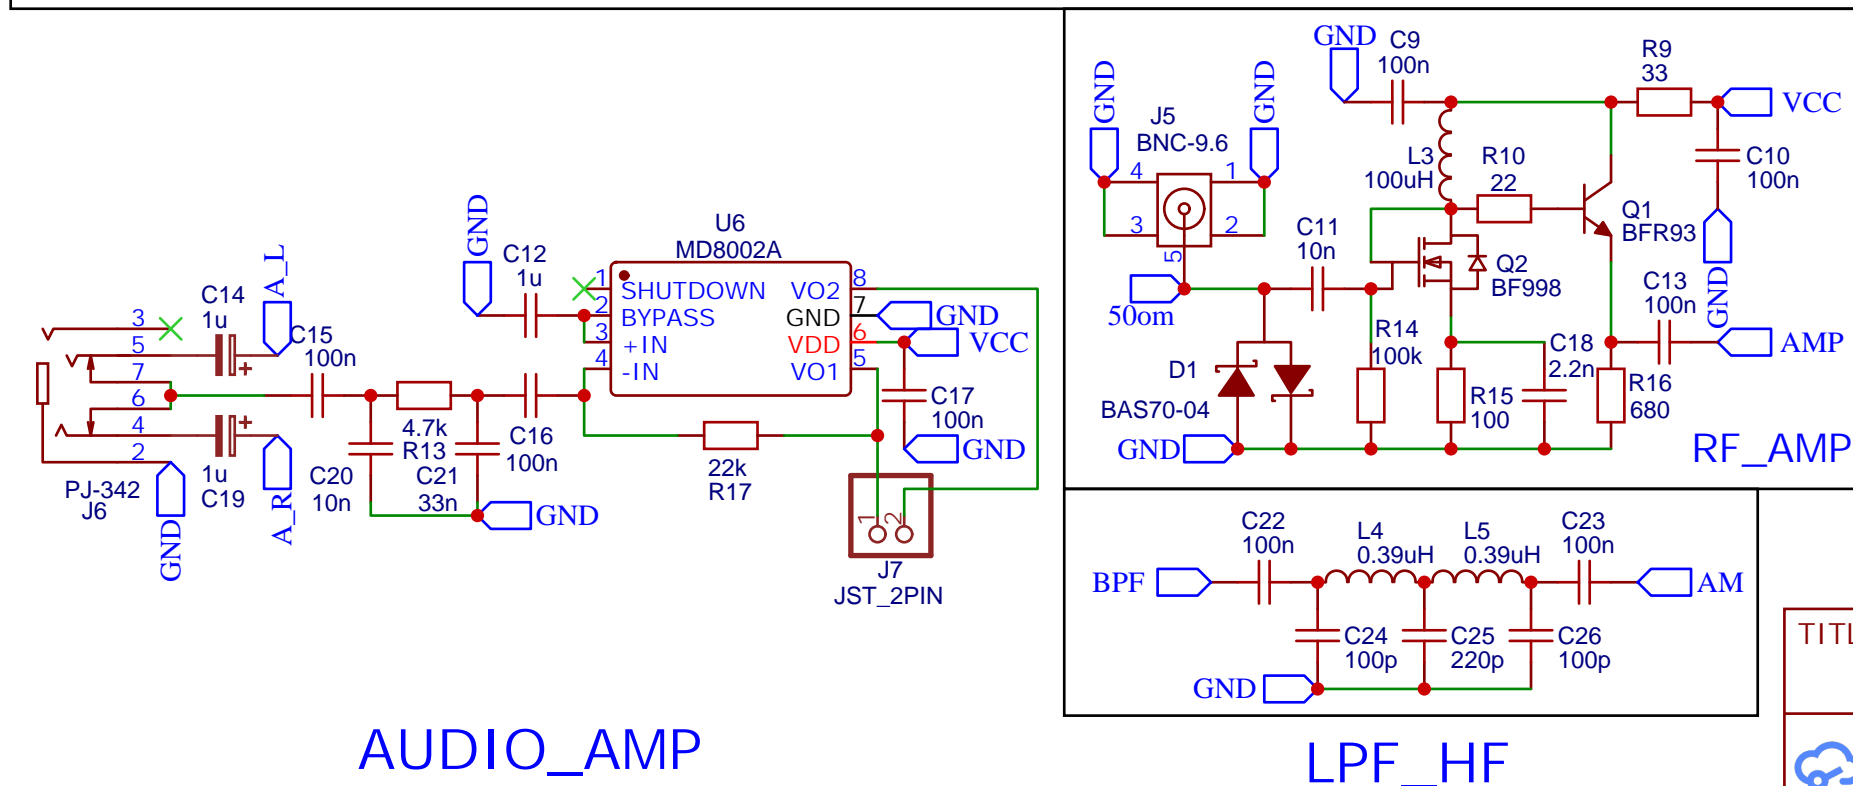 GND
C9
100n
R9
33
VCC
C10
100n
GND
GND
GND
J5
BNC-9.6
4
1
3
2
5
L3
100uH
R10
22
Q1
BFR93
C11
10n
Q2
BF998
50om
C13
100n
AMP
R14
100k
C18
2.2n
D1
BAS70-04
R15
100
R16
680
GND
GND
RF_AMP
U6
MD8002A
GND
C12
1u
1
SHUTDOWN
VO2
8
2
BYPASS
GND
7
GND
3
+IN
VDD
6
VCC
4
-IN
VO1
5
A_L
C14
1u
+
3
5
7
6
4
2
C15
100n
C17
100n
GND
4.7k
R13
C16
100n
C20
10n
C21
33n
GND
22k
R17
+
1u
C19
A_R
PJ-342
J6
GND
1
2
J7
JST_2PIN
AUDIO_AMP
C22
100n
L4
0.39uH
L5
0.39uH
C23
100n
BPF
AM
C24
100p
C25
220p
C26
100p
GND
LPF_HF